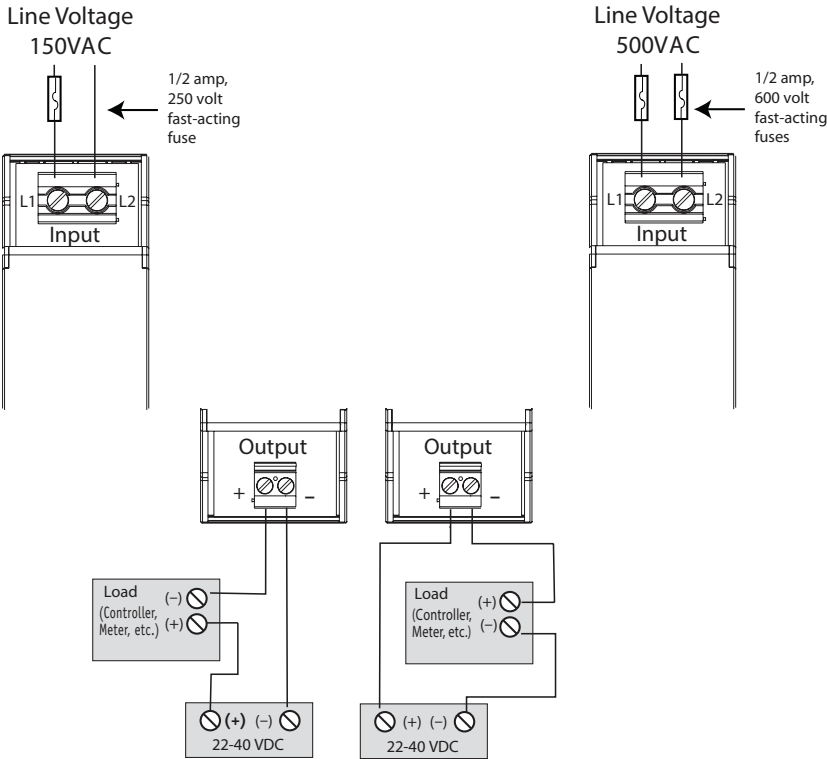 Line Voltage
150VAC
1/2 amp,
250 volt
fast-acting
fuse
L1
L2
Input
Line Voltage
500VAC
1/2 amp,
600 volt
fast-acting
fuses
L1
L2
Input
Output
+
–
Load
(Controller,
Meter, etc.)
(–)
(+)
(+) (–)
22-40 VDC
Output
+
–
Load
(Controller,
Meter, etc.)
(+)
(–)
(+) (–)
22-40 VDC